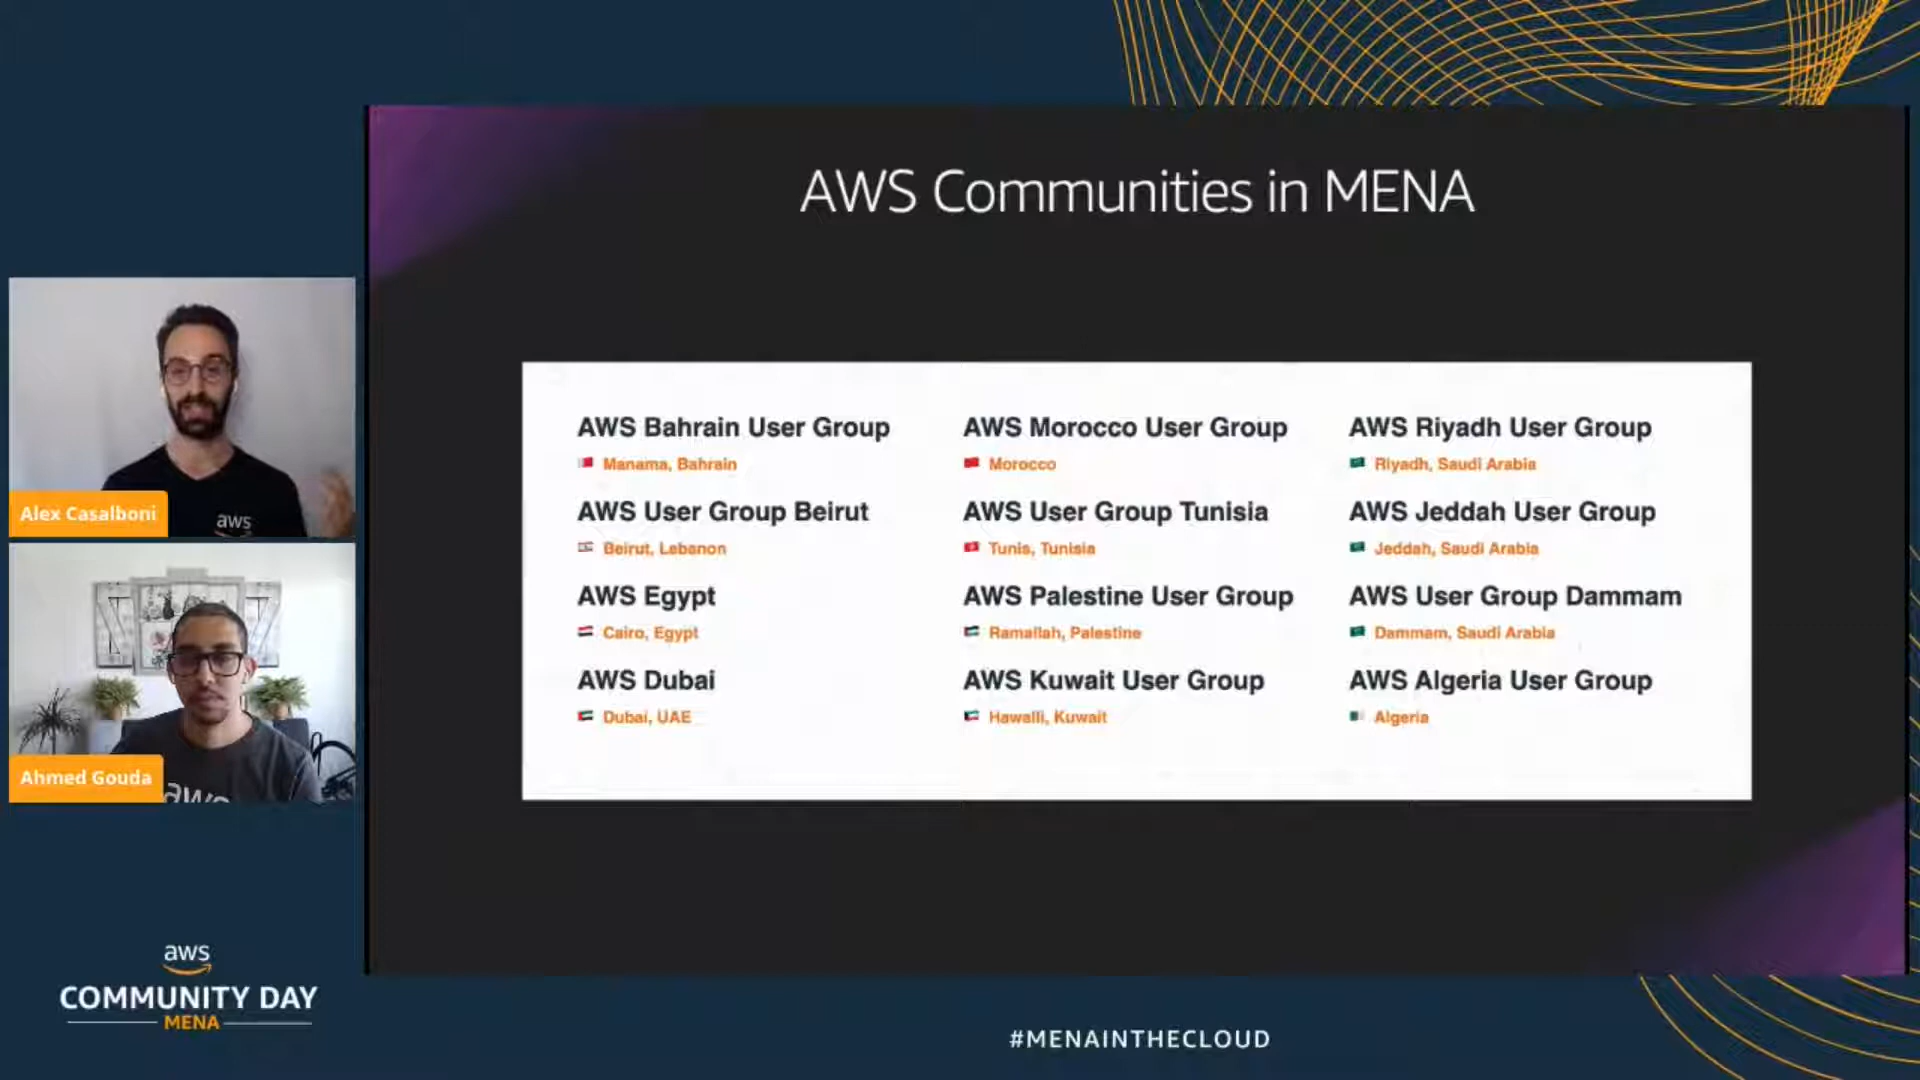 AWS Communities in MENA
AWS Bahrain User Group
Manama, Bahrain
AWS User Group Beirut
Beirut, Lebanon
AWS Egypt
Cairo, Egypt
AWS Dubai
Dubai, UAE
AWS Morocco User Group
Morocco
AWS User Group Tunisia
Tunis, Tunisia
AWS Palestine User Group
Ramallah, Palestine
AWS Kuwait User Group
Hawalli, Kuwait
AWS Riyadh User Group
Riyadh, Saudi Arabia
AWS Jeddah User Group
Jeddah, Saudi Arabia
AWS User Group Dammam
Dammam, Saudi Arabia
AWS Algeria User Group
Algeria
aws
Alex Casalboni
aws
Ahmed Gouda
aws
COMMUNITY DAY
MENA
#MENAINTHECLOUD